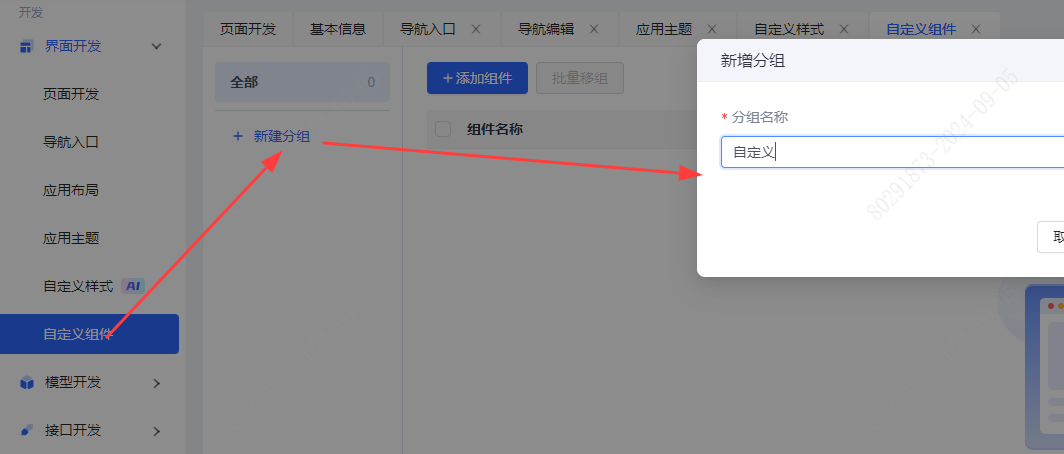 开发
界面开发
页面开发
导航入口
应用布局
应用主题
自定义样式 AI
自定义组件
模型开发
接口开发
页面开发 基本信息 导航入口 导航编辑 应用主题 自定义样式 自定义组件
全部 0
+ 新建分组
+添加组件 批量移组
组件名称
新增分组
* 分组名称
自定义
取
80291873-2024-09-05